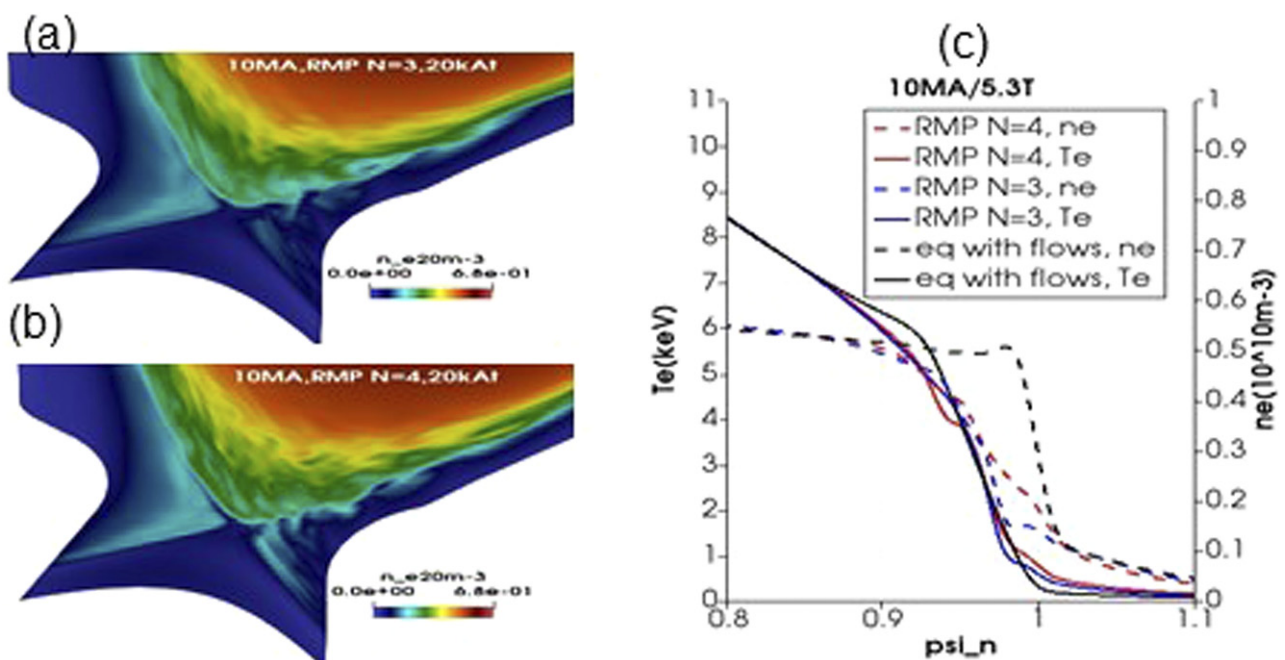 (a)
10MA,RMP N=3,20kAt
n_e20m-3
0.0e+00 6.8e-01
(b)
10MA,RMP N=4,20kAt
n_e20m-3
0.0e+00 6.8e-01
(c)
10MA/5.3T
RMP N=4, ne
RMP N=4, Te
RMP N=3, ne
RMP N=3, Te
eq with flows, ne
eq with flows, Te
Te(keV)
11
10
9
8
7
6
5
4
3
2
1
0
ne(10^10m-3)
1
0.9
0.8
0.7
0.6
0.5
0.4
0.3
0.2
0.1
0
0.8 0.9 1 1.1
psi_n